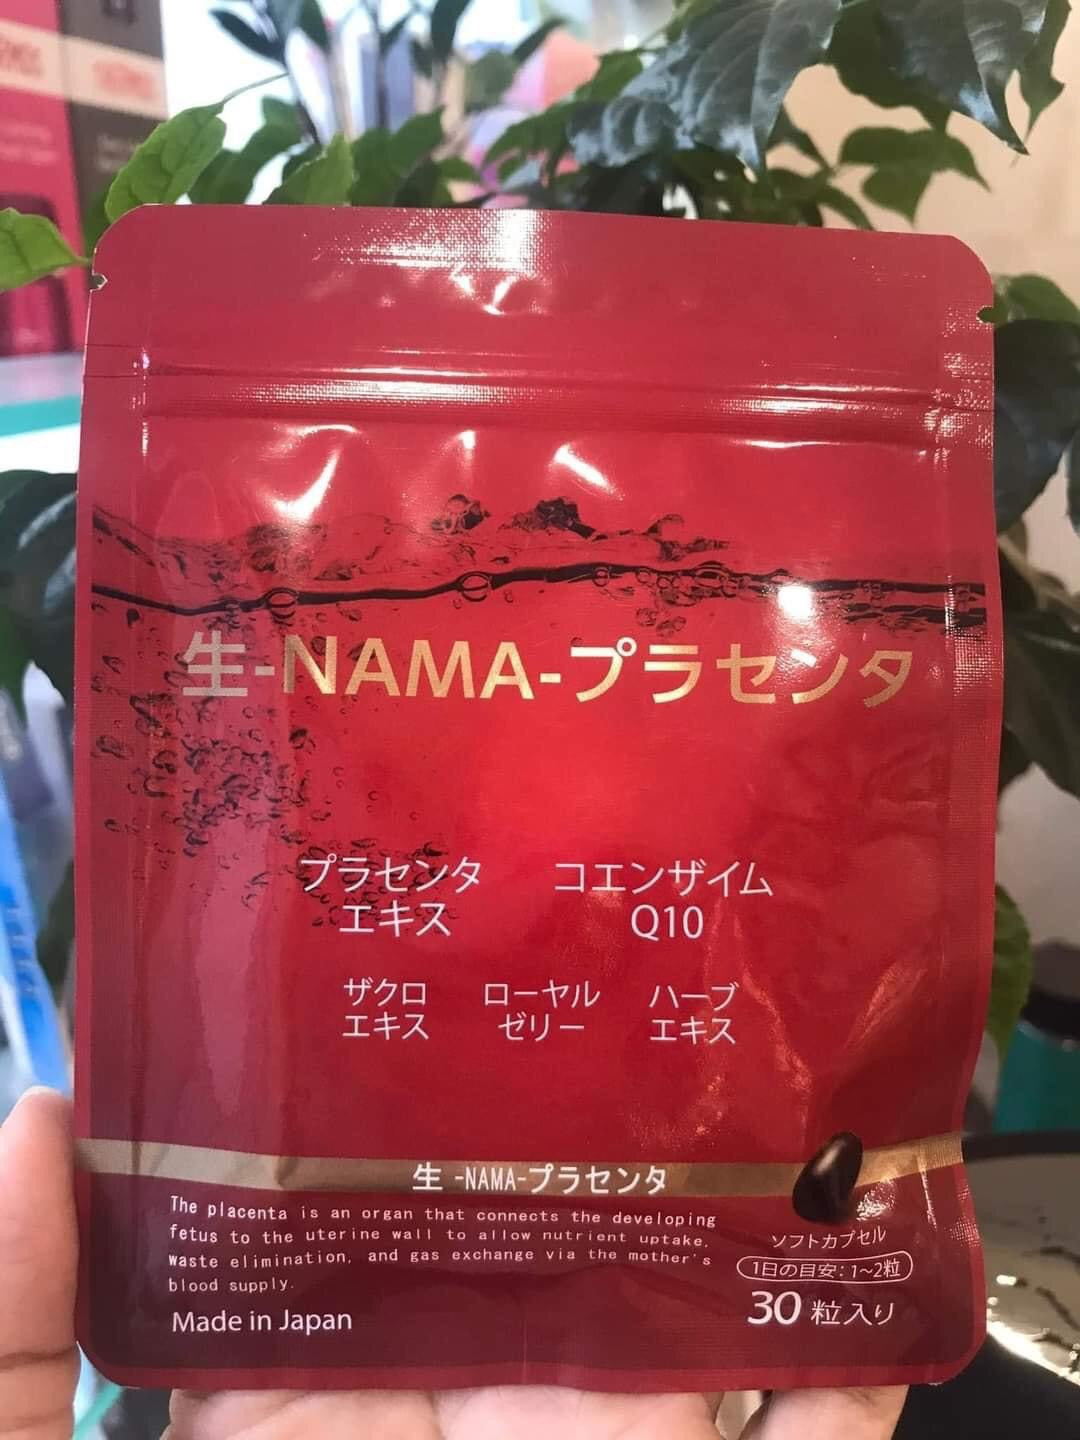 生-NAMA-プラセンタ
プラセンタ
エキス
コエンザイム
Q10
ザクロ
エキス
ローヤル
ゼリー
ハーブ
エキス
生 -NAMA-プラセンタ
The placenta is an organ that connects the developing
fetus to the uterine wall to allow nutrient uptake,
waste elimination, and gas exchange via the mother's
blood supply.
Made in Japan
ソフトカプセル
1日の目安:1~2粒
30 粒入り